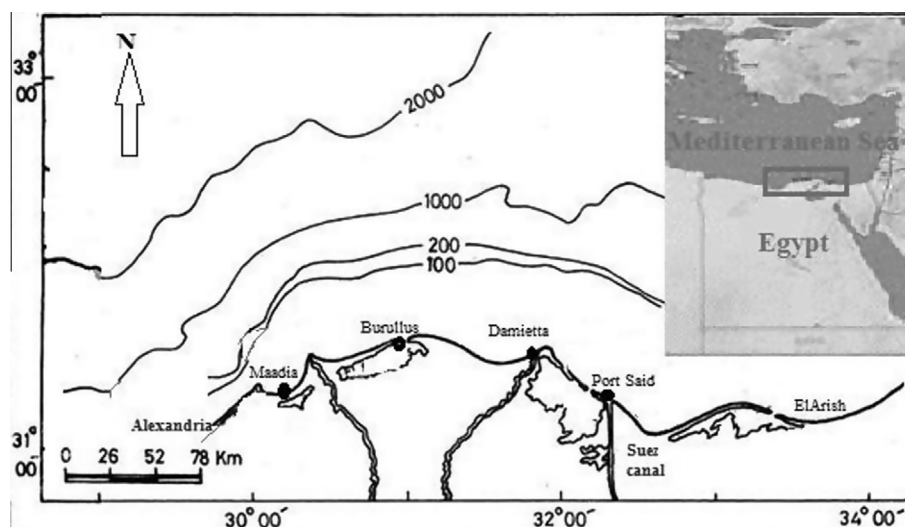 N
33°
00'
2000
1000
200
100
Mediterranean Sea
Egypt
Burullus
Damietta
Maadia
Port Said
ElArish
Alexandria
31°
00'
0 26 52 78 Km
Suez
canal
30°00' 32°00' 34°00'